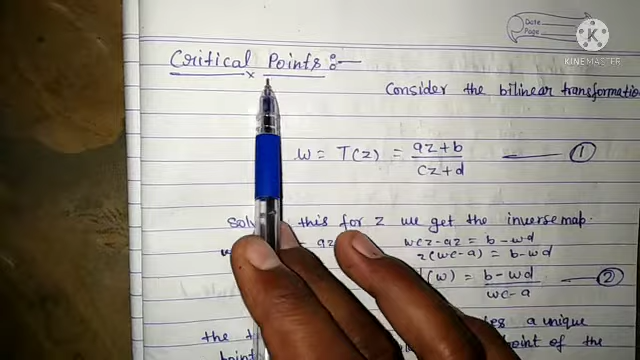 Date
Page
KINEMASTER
Critical Points :—
Consider the bilinear transformation
w = T(z) = az+b / cz+d — ①
this for z we get the inverse map.
wcz-az = b-wd
z(wc-a) = b-wd
(w) = b-wd / wc-a — ②
a unique
point of the